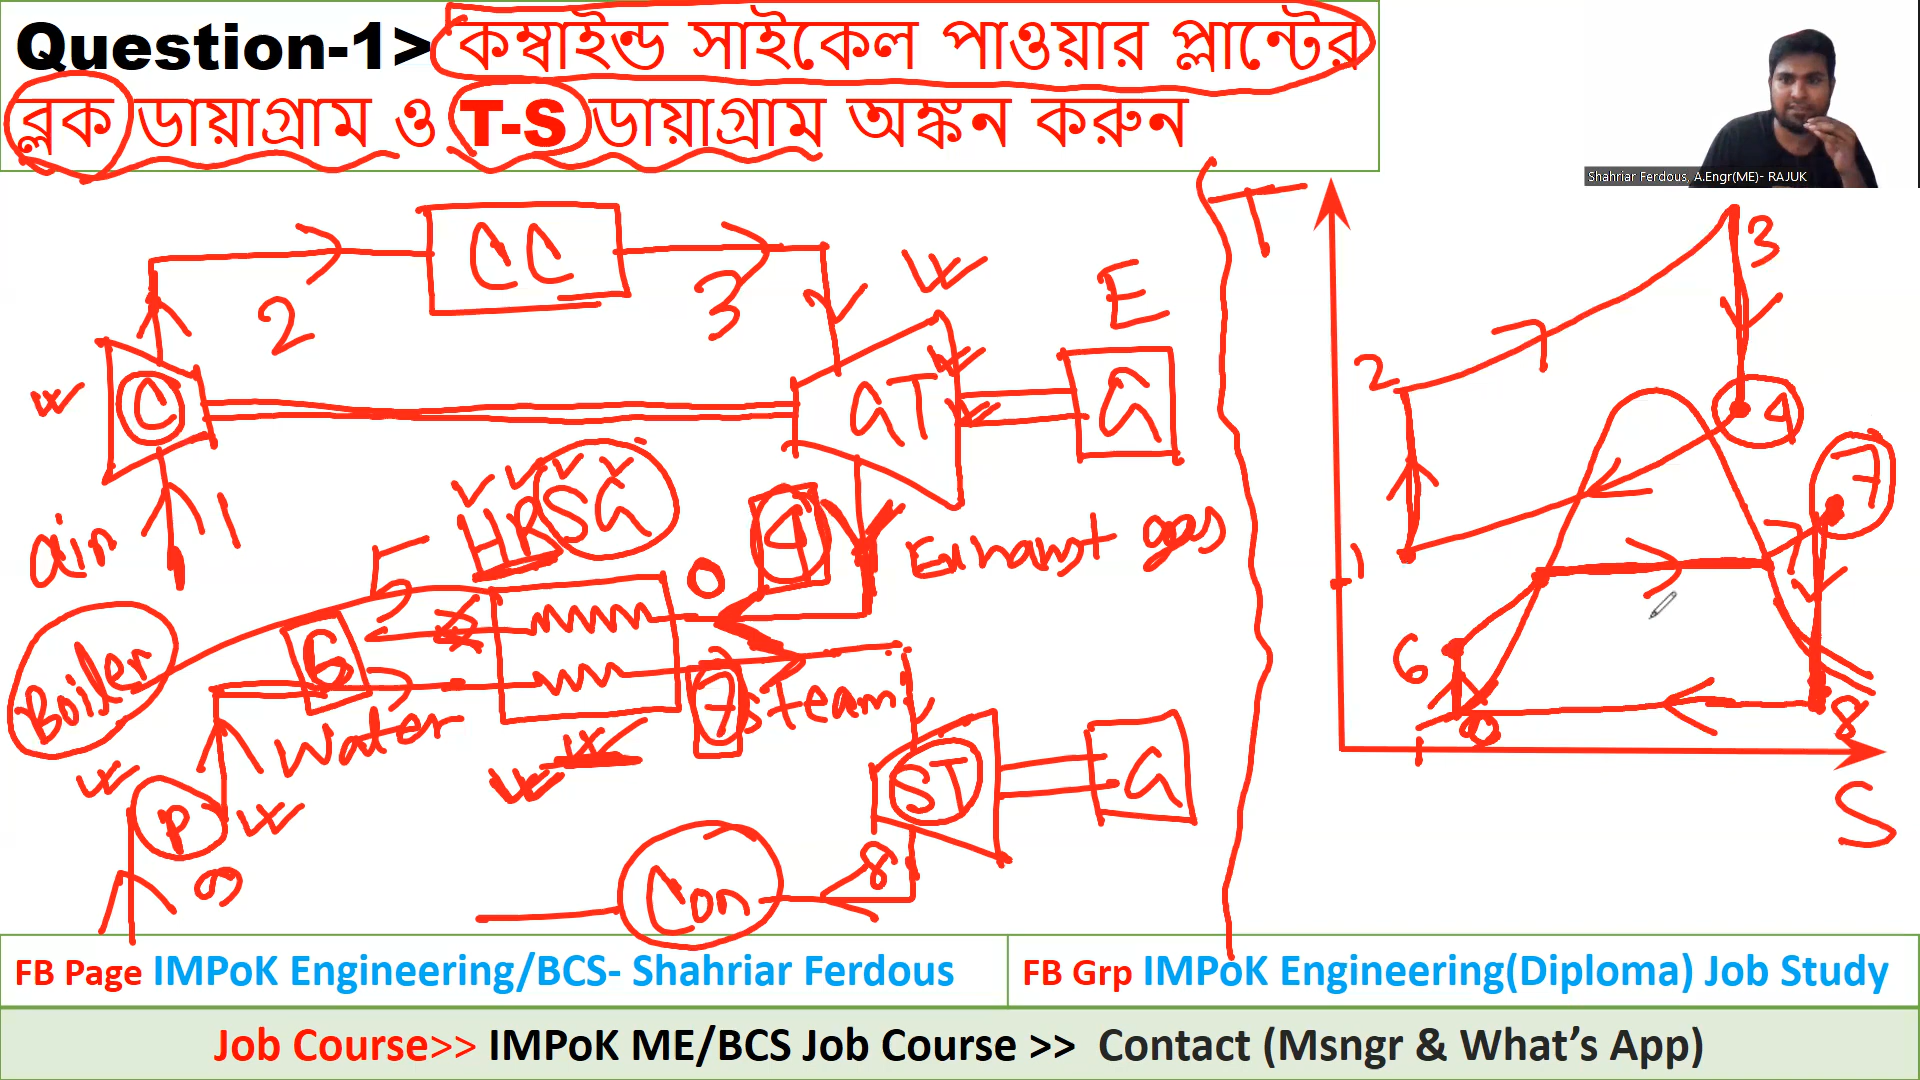 Question-1> কম্বাইন্ড সাইকেল পাওয়ার প্লান্টের
ব্লক ডায়াগ্রাম ও T-S ডায়াগ্রাম অঙ্কন করুন
Shahriar Ferdous, A.Engr(ME)- RAJUK
CC
2
3
C
GT
G
E
air
1
HRSG
4
Exhaust gas
5
Boiler
6
7
Steam
Water
P
9
ST
G
8
Con
T
3
2
4
7
1
6
8
S
FB Page IMPoK Engineering/BCS- Shahriar Ferdous
FB Grp IMPoK Engineering(Diploma) Job Study
Job Course>> IMPoK ME/BCS Job Course >> Contact (Msngr & What's App)